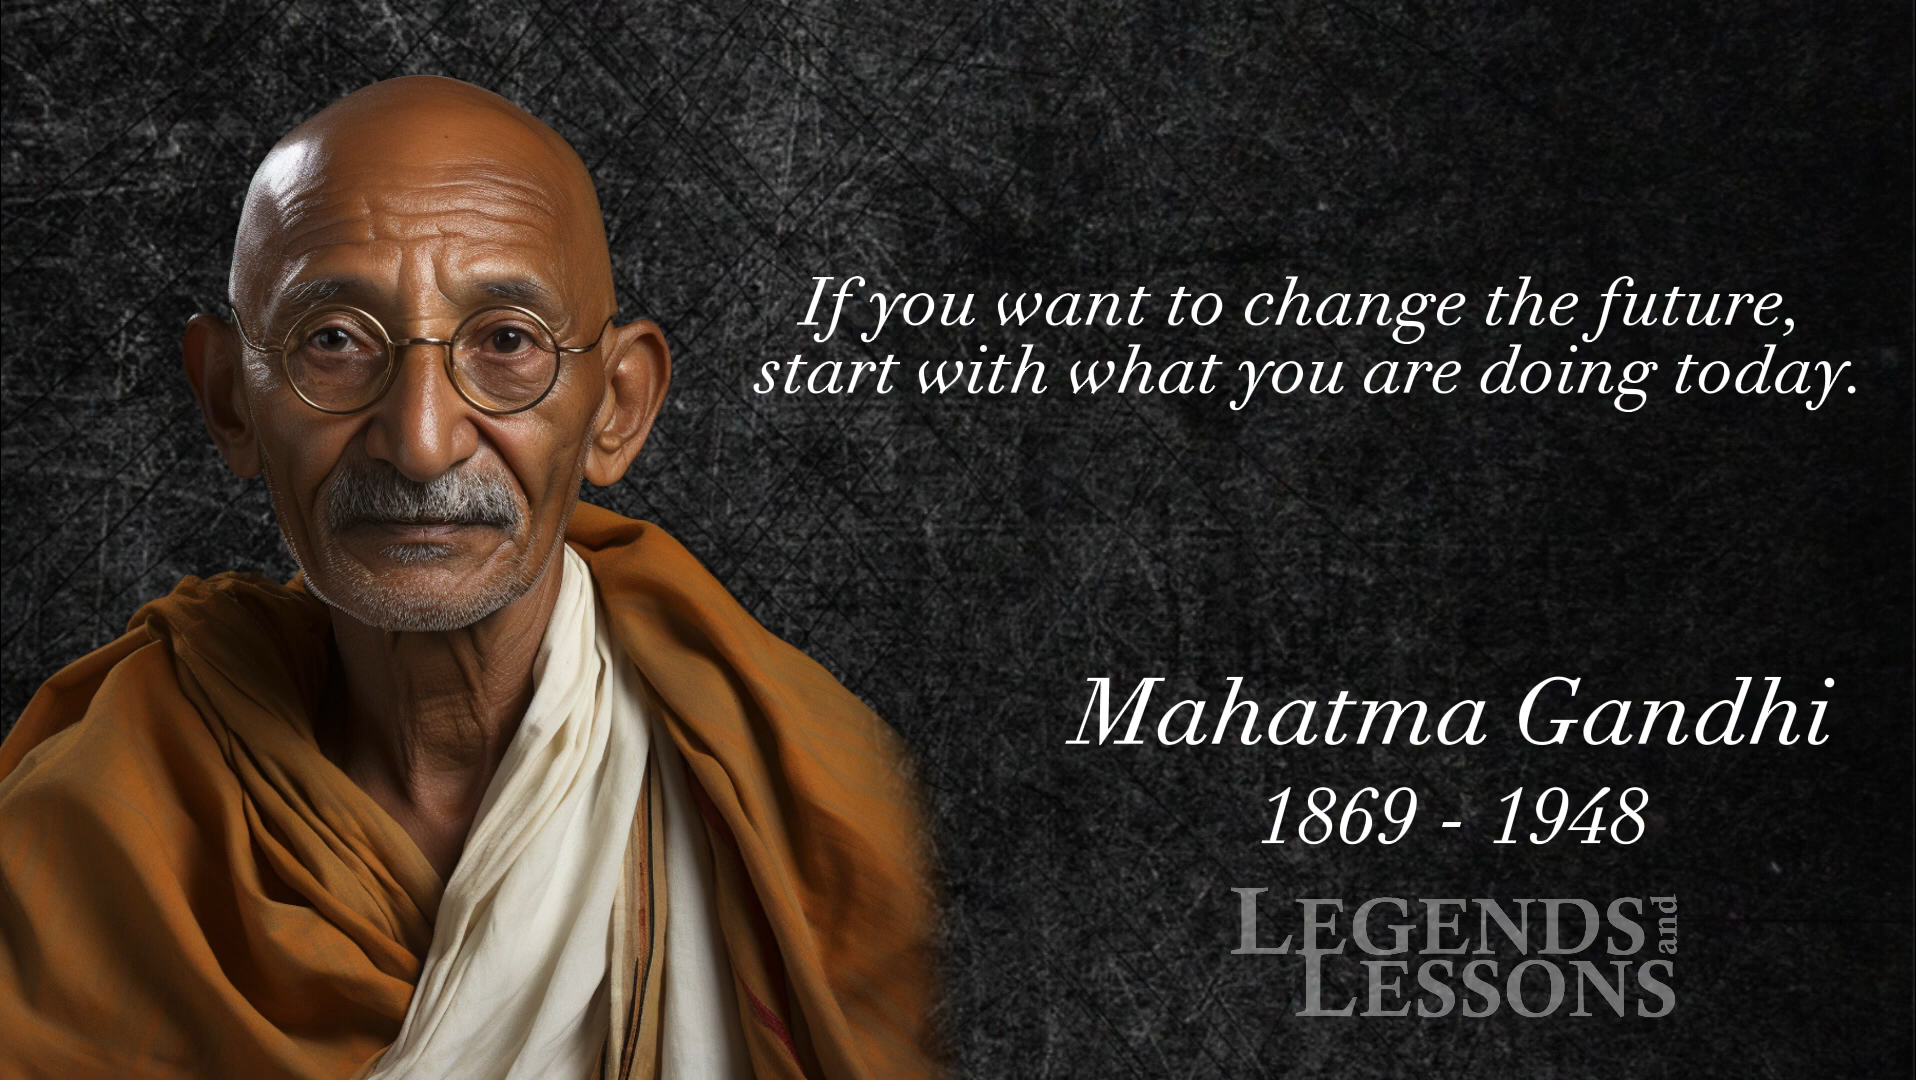 If you want to change the future,
start with what you are doing today.
Mahatma Gandhi
1869 - 1948
LEGENDS and
LESSONS